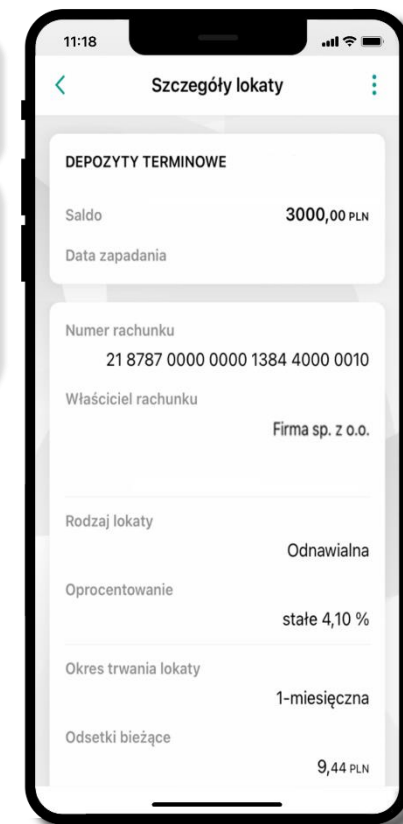 11:18
Szczegóły lokaty
DEPOZYTY TERMINOWE
Saldo 3000,00 PLN
Data zapadania
Numer rachunku
21 8787 0000 0000 1384 4000 0010
Właściciel rachunku
Firma sp. z o.o.
Rodzaj lokaty
Odnawialna
Oprocentowanie
stałe 4,10 %
Okres trwania lokaty
1-miesięczna
Odsetki bieżące
9,44 PLN